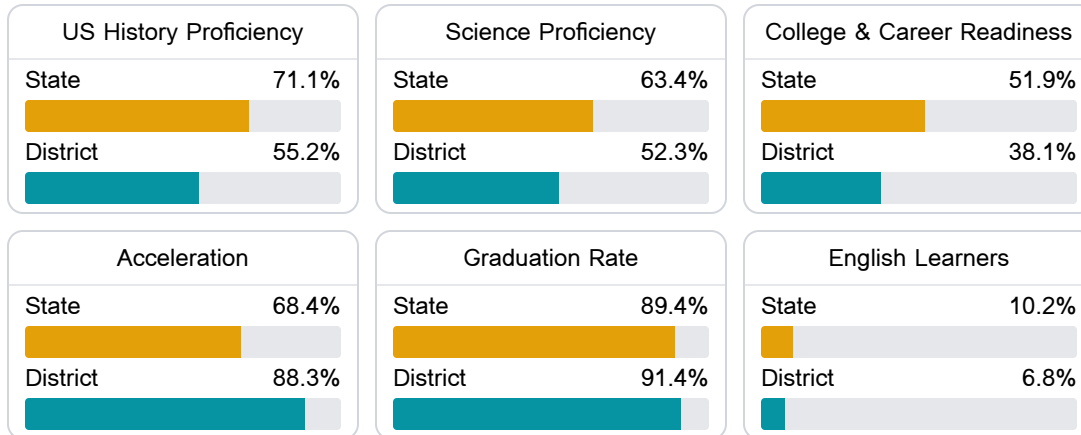 US History Proficiency
State 71.1%
District 55.2%
Science Proficiency
State 63.4%
District 52.3%
College & Career Readiness
State 51.9%
District 38.1%
Acceleration
State 68.4%
District 88.3%
Graduation Rate
State 89.4%
District 91.4%
English Learners
State 10.2%
District 6.8%